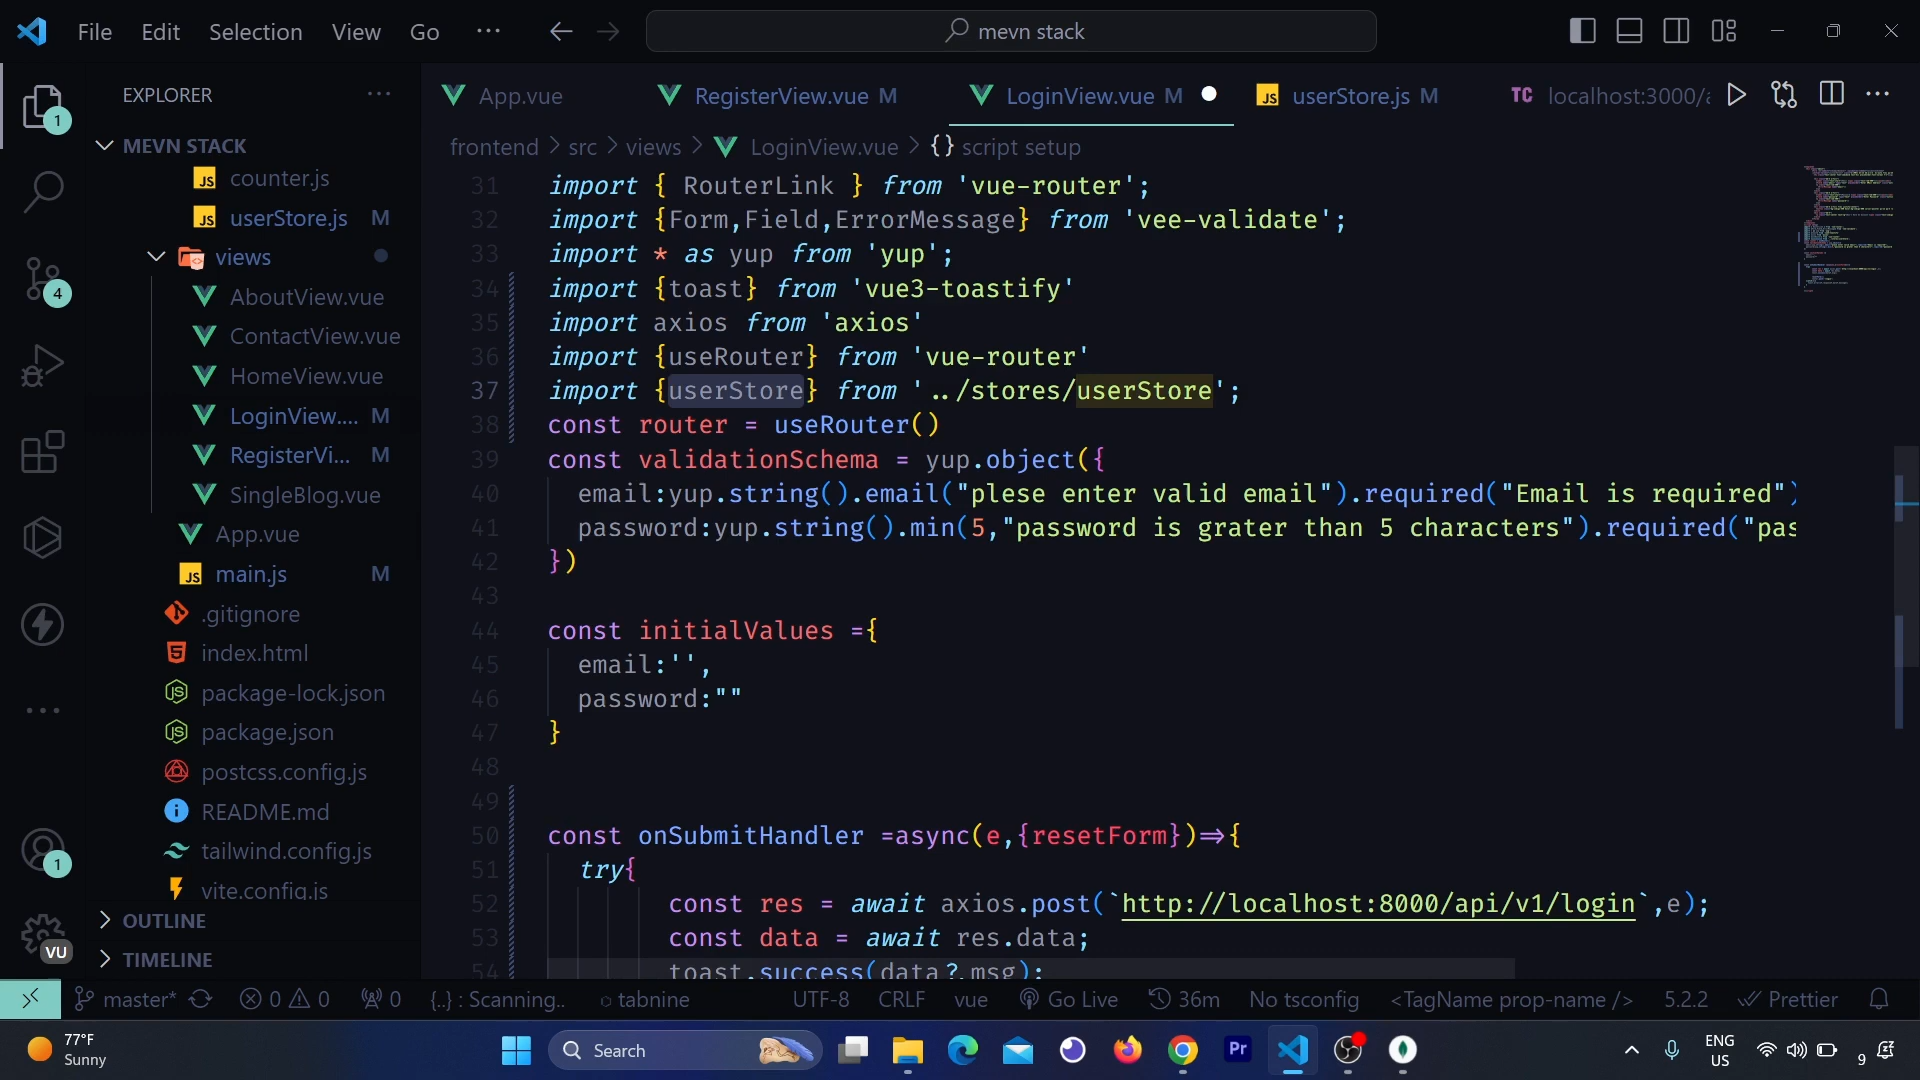 File Edit Selection View Go ··· mevn stack
EXPLORER ···
MEVN STACK
JS counter.js
JS userStore.js M
views
AboutView.vue
ContactView.vue
HomeView.vue
LoginView.... M
RegisterVi... M
SingleBlog.vue
App.vue
JS main.js M
.gitignore
index.html
package-lock.json
package.json
postcss.config.js
README.md
tailwind.config.js
vite.config.js
OUTLINE
TIMELINE
1
4
1
VU
App.vue RegisterView.vue M LoginView.vue M JS userStore.js M TC localhost:3000/a
frontend > src > views > LoginView.vue > {} script setup
31 import { RouterLink } from 'vue-router';
32 import {Form,Field,ErrorMessage} from 'vee-validate';
33 import * as yup from 'yup';
34 import {toast} from 'vue3-toastify'
35 import axios from 'axios'
36 import {useRouter} from 'vue-router'
37 import {userStore} from '../stores/userStore';
38 const router = useRouter()
39 const validationSchema = yup.object({
40 email:yup.string().email("plese enter valid email").required("Email is required")
41 password:yup.string().min(5,"password is grater than 5 characters").required("pas
42 })
43
44 const initialValues ={
45 email:'',
46 password:""
47 }
48
49
50 const onSubmitHandler =async(e,{resetForm})=>{
51 try{
52 const res = await axios.post(`http://localhost:8000/api/v1/login`,e);
53 const data = await res.data;
54 toast.success(data?.msg);
master* 0 0 0 {..} : Scanning.. tabnine UTF-8 CRLF vue Go Live 36m No tsconfig <TagName prop-name /> 5.2.2 Prettier
77°F
Sunny
Search
Pr
ENG
US
9